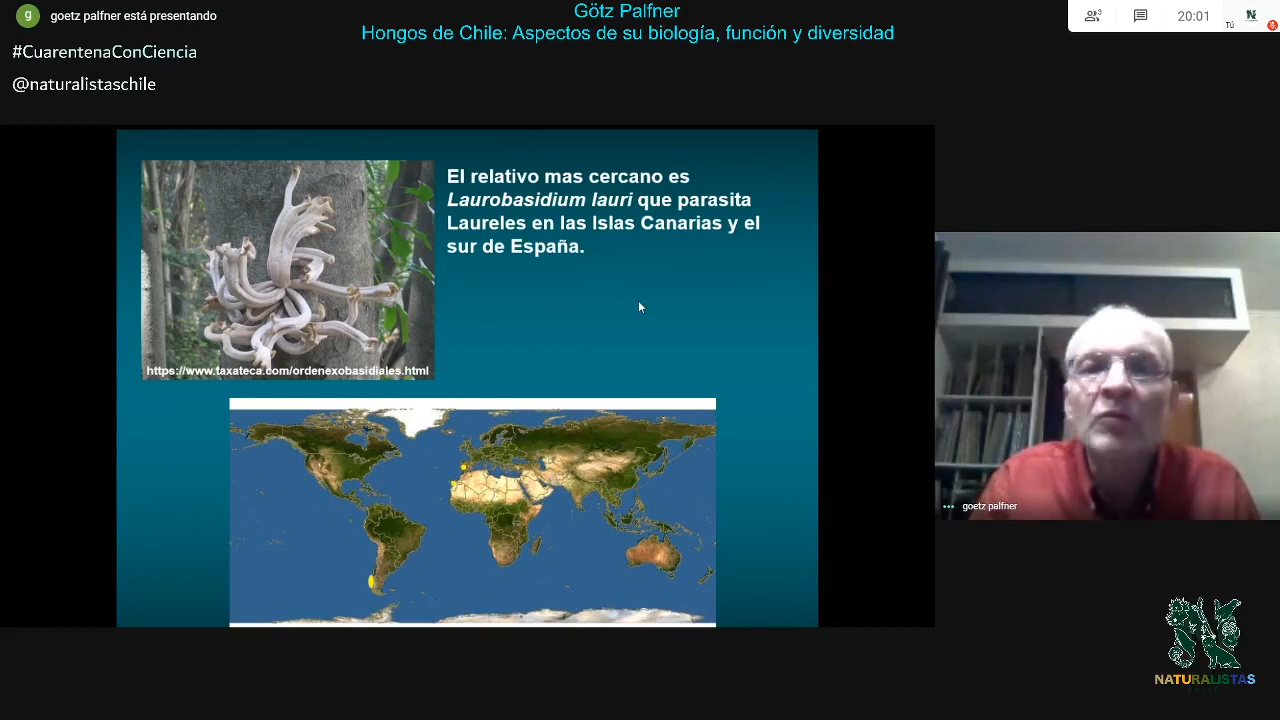 g
goetz palfner está presentando
Götz Palfner
Hongos de Chile: Aspectos de su biología, función y diversidad
3
20:01
Tú
#CuarentenaConCiencia
@naturalistaschile
El relativo mas cercano es
Laurobasidium lauri que parasita
Laureles en las Islas Canarias y el
sur de España.
https://www.taxateca.com/ordenexobasidiales.html
goetz palfner
NATURALISTAS
CHILE